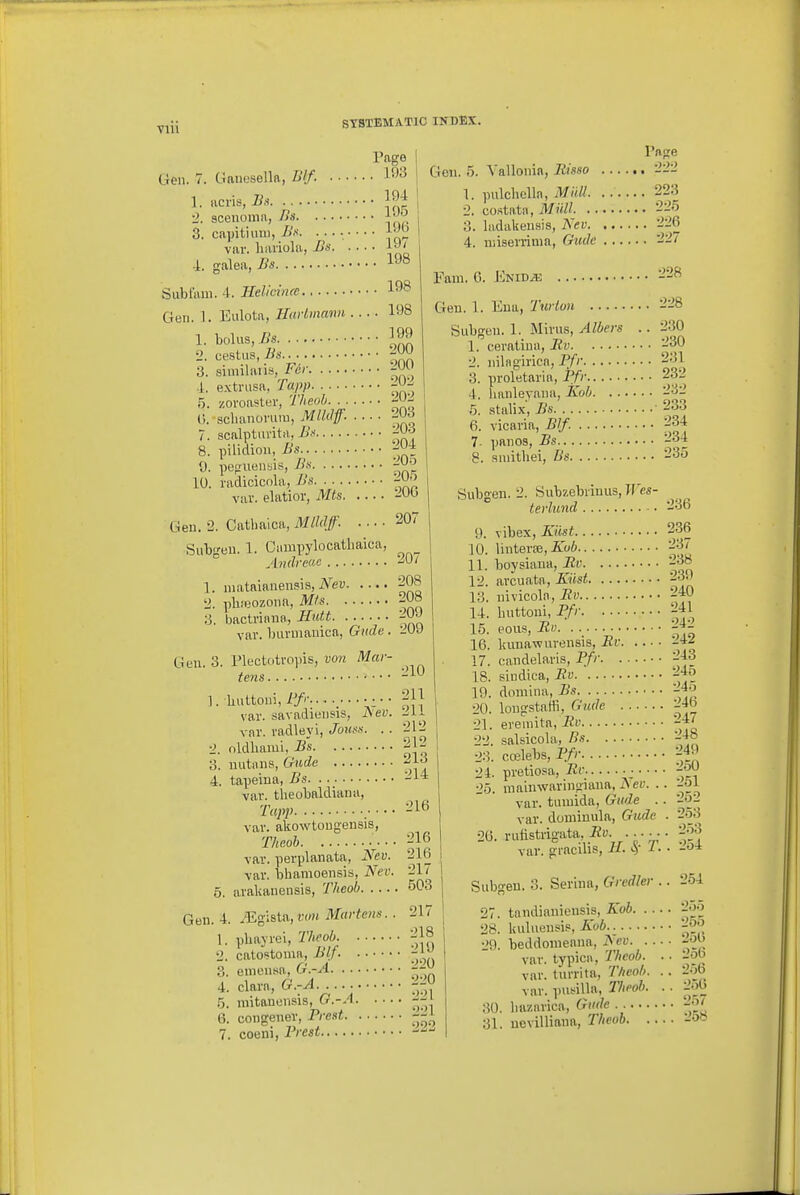 viii
SYSTEMATIC INDEX.
Page
Gen. 7. Ganesella, Blf. ...... 193
1. acris, Bs. ............ 194
2. scenoma, Bs. ......... 195
3. capitium, Bs. ......... 196
var. hariola, Bs. ..... 197
4. galea, Bs. ............ 198
Subfam. 4. Helicinæ. ......... 198
Gen. 1. Eulota, Hartmann .... 198
1. bolus, Bs. ............ 199
2. cestus, Bs. ........... 200
3. similaris, Fér. ........ 200
4. extrusa, Tapp. ........ 202
5. zoroaster, Theob. ...... 202
6. schanorum, Mlldff. .... 203
7. scalpturita, Bs. ....... 203
8. pilidion, Bs. .......... 204
9. peguensis, Bs. ........ 205
10. radicicola, Bs. ........ 205
var. elatior, Mts. ..... 206
Gen. 2. Cathaica, Mlldff. .... 207
Subgen. 1. Campylocathaica,
Andreae ........ 207
1. mataianensis, Nev. .... 208
2. phæozona, Mts. ....... 208
3. bactriana, Hutt. ...... 209
var. burmanica, Gude. 209
Gen. 3. Plectotropis, von Mar-
tens. ............ 210
1. huttoni, Pfr. .......... 211
var. savadiensis, Nev. 211
var. radleyi, Jouss. .. 212
2. oldhami, Bs. ......... 212
3. nutans, Gude ......... 213
4. tapeina, Bs. .......... 214
var. theobaldiana,
Tapp. ............ 216
var. akowtongensis,
Theob. ........... 216
var. perplanata, Nev. 216
var. bhamoensis, Nev. 217
5. arakanensis, Theob. .... 503
Gen. 4. Ægista, von Martens. . 217
1. phayrei, Theob. ....... 218
2. catostoma, Blf. ....... 219
3. emensa, G.-A. ......... 220
4. clara, G.-A. ........... 220
5. mitanensis, G.-A. ..... 221
6. congener, Prest. ....... 221
7. coeni, Prest. .......... 222
Page
Gen. 5. Vallonia, Risso ...... 222
1. pulchella, Müll. ....... 223
2. costata, Müll. ......... 225
3. ladakensis, Nev. ....... 226
4. miserrima, Gude ...... 227
Fam. 6. ENIDÆ ............ 228
Gen. 1. Ena, Turton ........ 228
Subgen. 1. Mirus, Albers .. 230
1. ceratina, Bv. ......... 230
2. nilagirica, Pfr. ........ 231
3. proletaria, Pfr. ........ 232
4. hanleyana, Kob. ....... 232
5. stalix, Bs. ............ 233
6. vicaria, Blf. .......... 234
7. panos, Bs. ............ 234
8. smithei, Bs. .......... 235
Subgen. 2. Subzebrinus, Wes-
terlund .......... 236
9. vibex, Küst. .......... 236
10. linteræ, Kob. ......... 237
11. boysiana, Rv. ......... 238
12. arcuata, Küst. ........ 239
13. nivicola, Rv. .......... 240
14. huttoni, Pfr. .......... 241
15. eous, Rv. ............. 242
16. kunawurensis, Rv. ..... 242
17. candelaris, Pfr. ....... 243
18. sindica, Rv. .......... 245
19. domina, Bs. .......... 245
20. longstaffi, Gude ...... 246
21. eremita, Rv. .......... 247
22. salsicola, Bs. ......... 248
23. cœlebs, Pfr. .......... 249
24. pretiosa, Rv. .......... 250
25. mainwaringiana, Nev. .. 251
var. tumida, Gude .. 252
var. dominula, Gude . 253
26. rufistrigata, Rv. ...... 253
var. gracilis, H. & T. . 254
Subgen. 3. Serina, Gredler .. 254
27. tandianiensis, Kob. .... 255
28. kuluensis, Kob. ....... 255
29. beddomeana, Nev. ..... 256
var. typica, Theob. .. 256
var. turrita, Theob. .. 256
var. pusilla, Theob. .. 256
30. hazarica, Gude ........ 257
31. nevilliana, Theob. .... 258